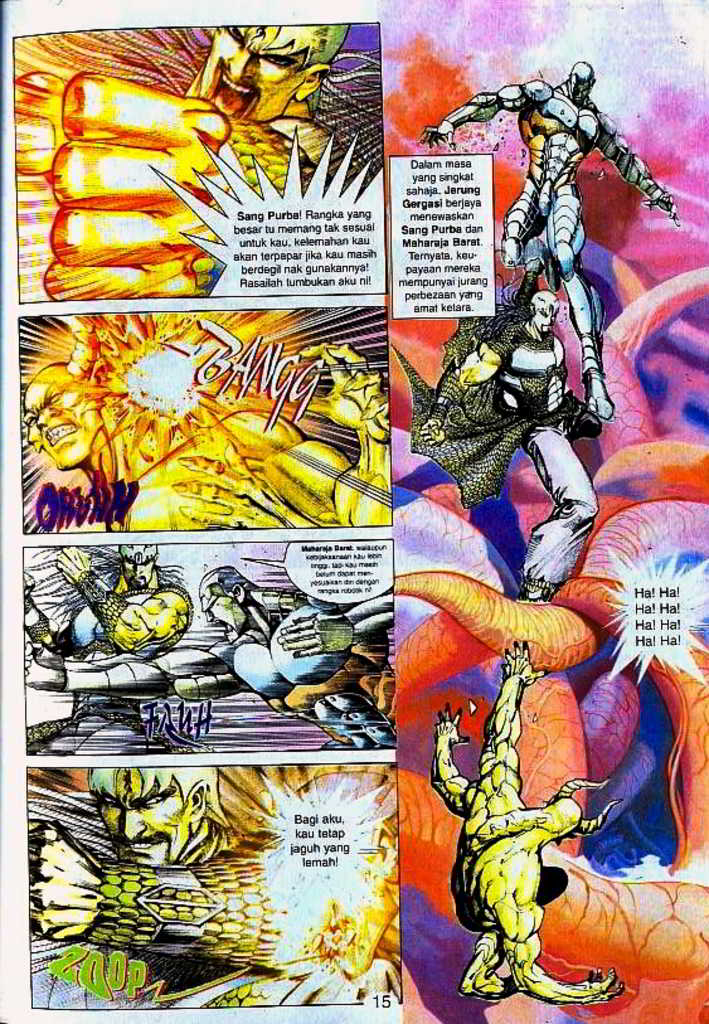 Sang Purba! Rangka yang
besar tu memang tak sesuai
untuk kau, kelemahan kau
akan terpapar jika kau masih
berdegil nak gunakannya!
Rasailah tumbukan aku ni!
BANGG
Maharaja Barat, walaupun
kebijaksanaan kau lebih
tinggi, tapi kau masih
belum dapat men-
yesuaikan diri dengan
rangka robotik ni!
Bagi aku,
kau tetap
jaguh yang
lemah!
ZOOP
Dalam masa
yang singkat
sahaja, Jerung
Gergasi berjaya
menewaskan
Sang Purba dan
Maharaja Barat.
Ternyata, keu-
payaan mereka
mempunyai jurang
perbezaan yang
amat ketara.
Ha! Ha!
Ha! Ha!
Ha! Ha!
Ha! Ha!
15